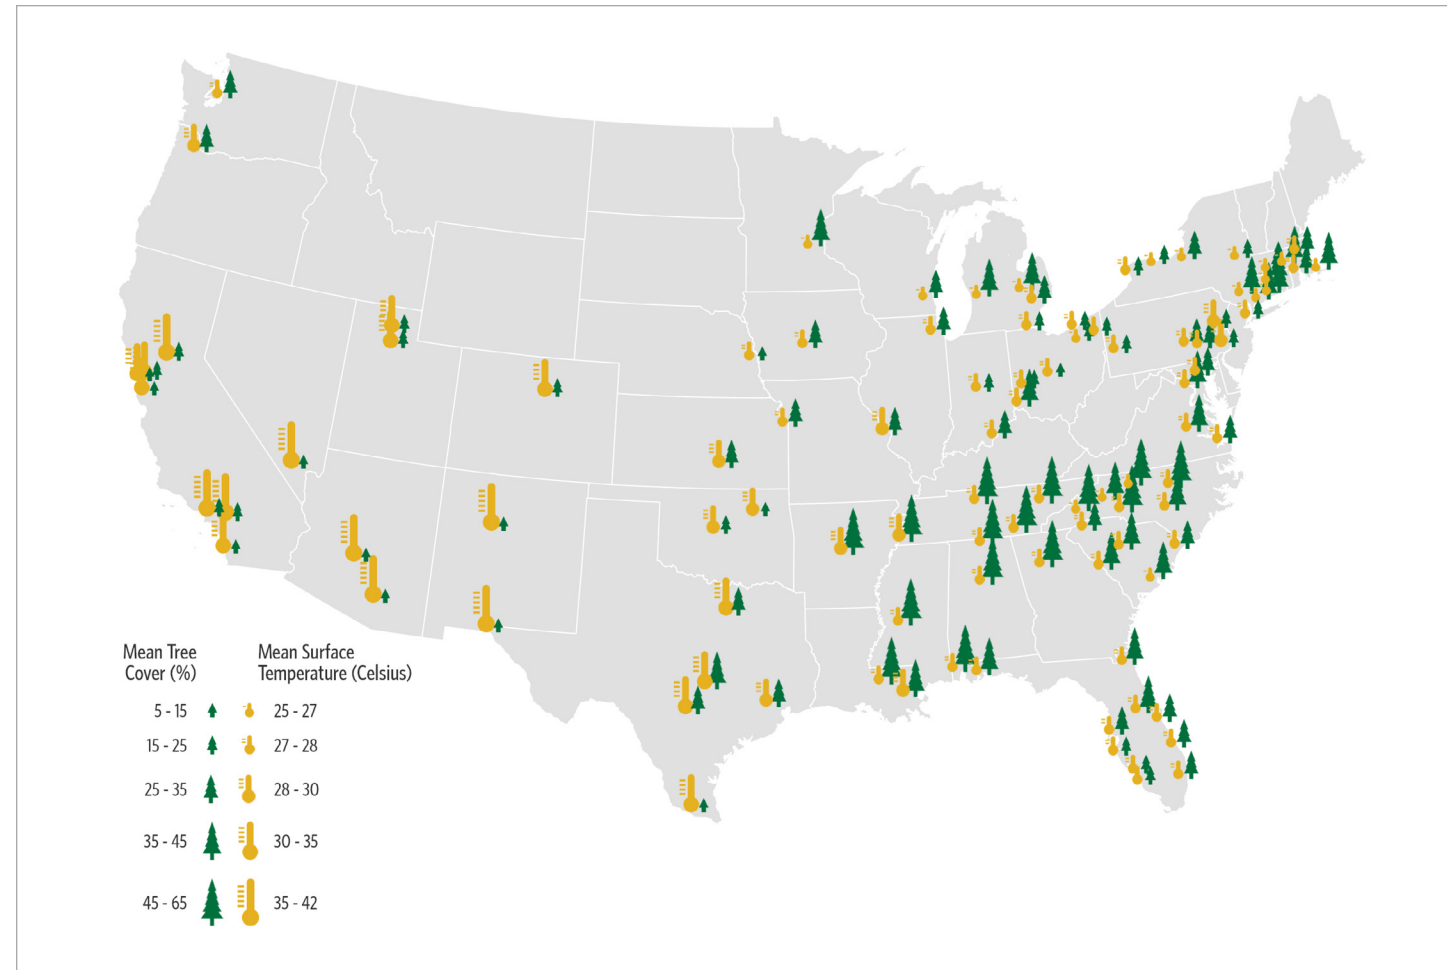 Mean Tree
Cover (%)
Mean Surface
Temperature (Celsius)
5 - 15
25 - 27
15 - 25
27 - 28
25 - 35
28 - 30
35 - 45
30 - 35
45 - 65
35 - 42